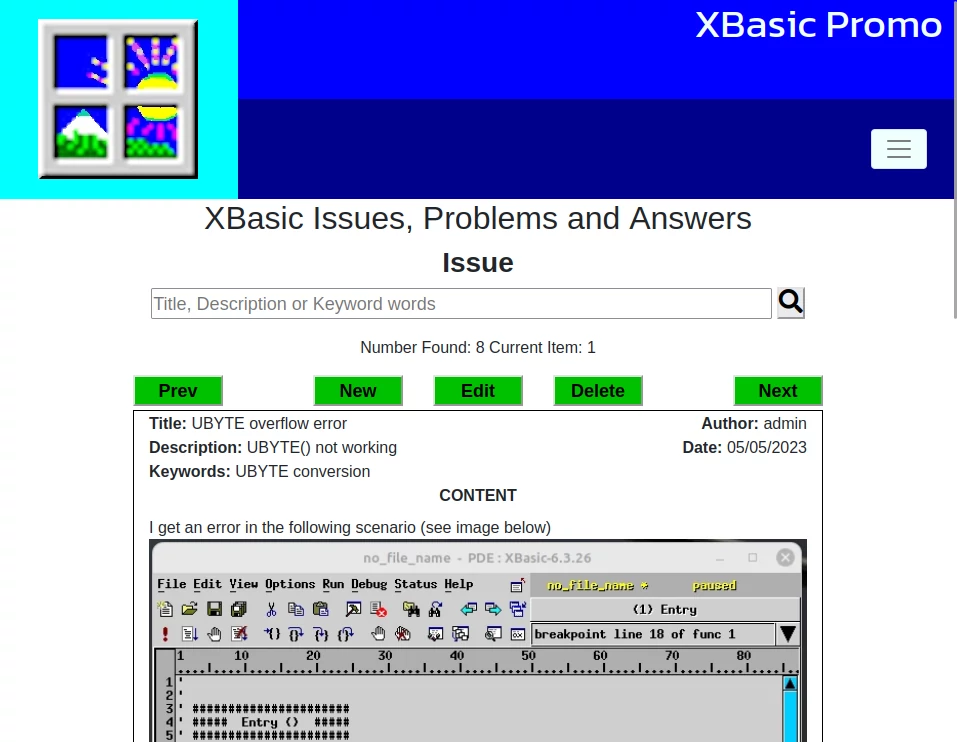 XBasic Promo
XBasic Issues, Problems and Answers
Issue
Title, Description or Keyword words
Number Found: 8 Current Item: 1
Prev New Edit Delete Next
Title: UBYTE overflow error Author: admin
Description: UBYTE() not working Date: 05/05/2023
Keywords: UBYTE conversion
CONTENT
I get an error in the following scenario (see image below)
no_file_name - PDE : XBasic-6.3.26
File Edit View Options Run Debug Status Help no_file_name * paused
(1) Entry
breakpoint line 18 of func 1
1 10 20 30 40 50 60 70 80
1 '
2 '
3 ' ######################
4 ' ##### Entry () #####
5 ' ######################